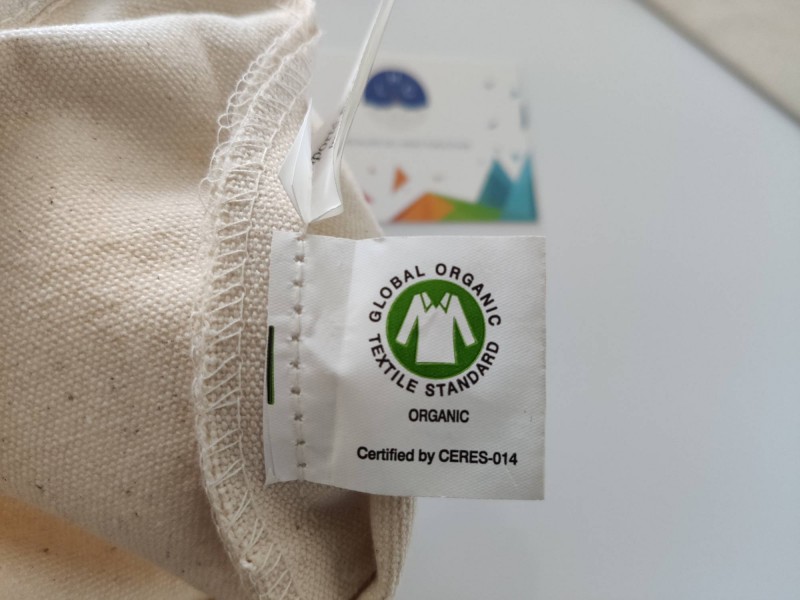 GLOBAL ORGANIC
TEXTILE STANDARD
ORGANIC
Certified by CERES-014